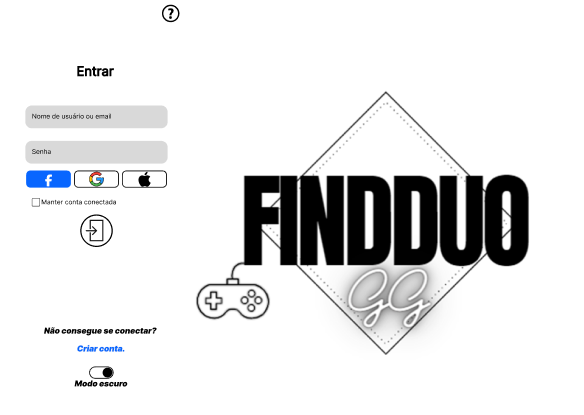 ?
Entrar
Nome de usuário ou email
Senha
Manter conta conectada
Não consegue se conectar?
Criar conta.
Modo escuro
FINDDUO
GG